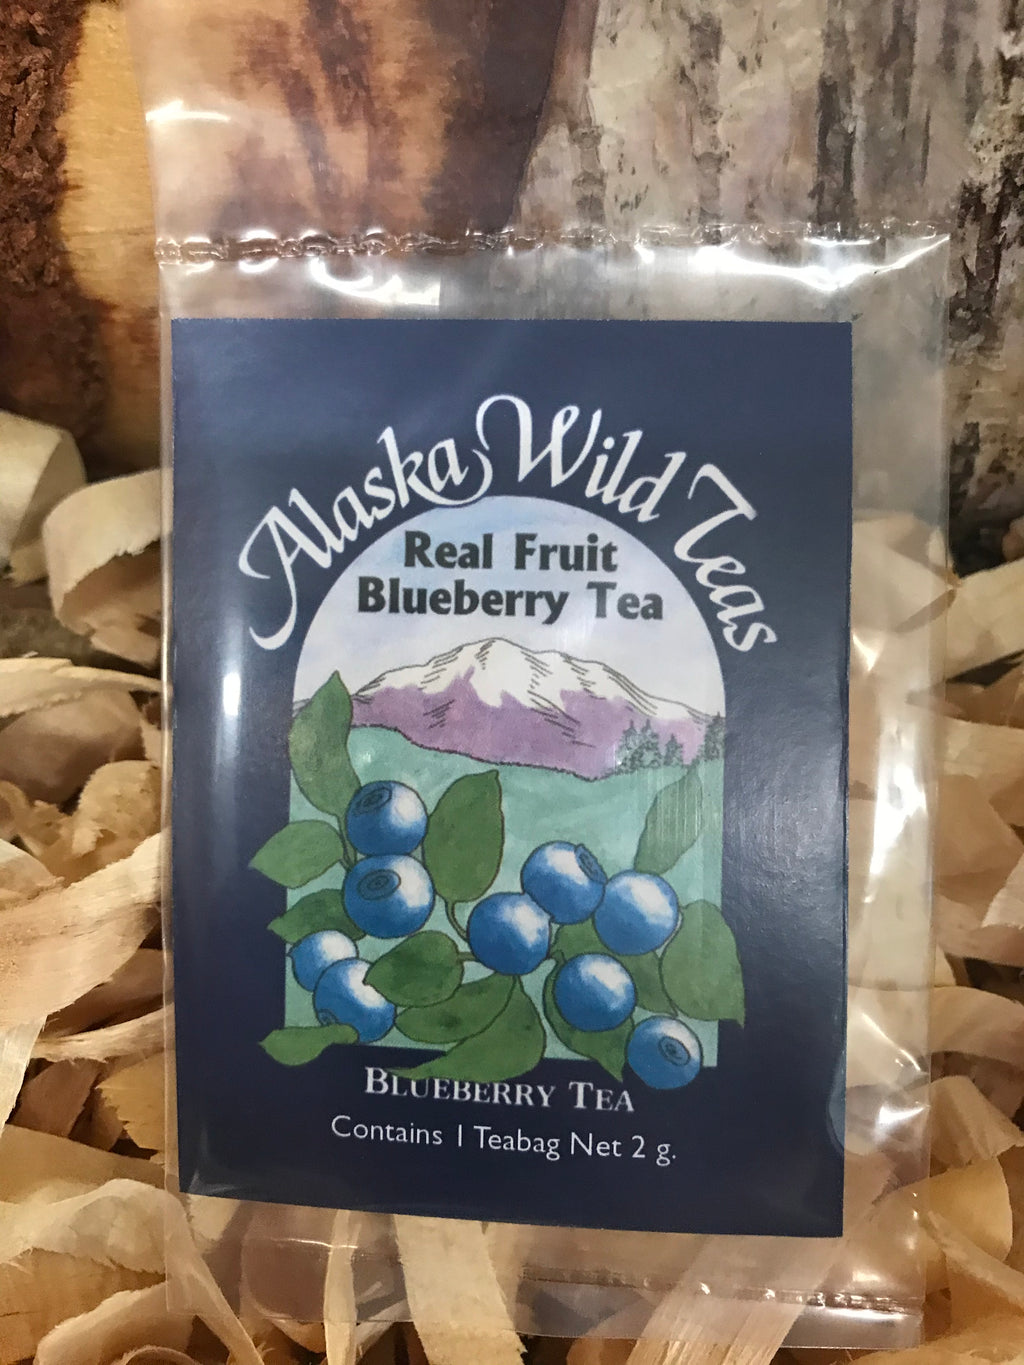 Alaska Wild Teas
Real Fruit
Blueberry Tea
BLUEBERRY TEA
Contains 1 Teabag Net 2 g.